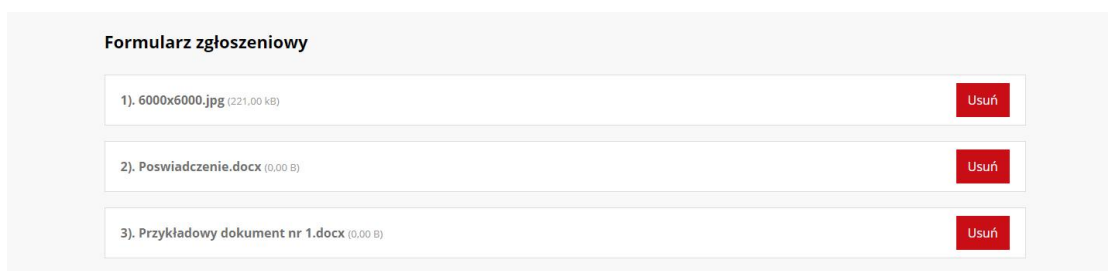 Formularz zgłoszeniowy
1). 6000x6000.jpg (221,00 kB) Usuń
2). Poswiadczenie.docx (0,00 B) Usuń
3). Przykładowy dokument nr 1.docx (0,00 B) Usuń